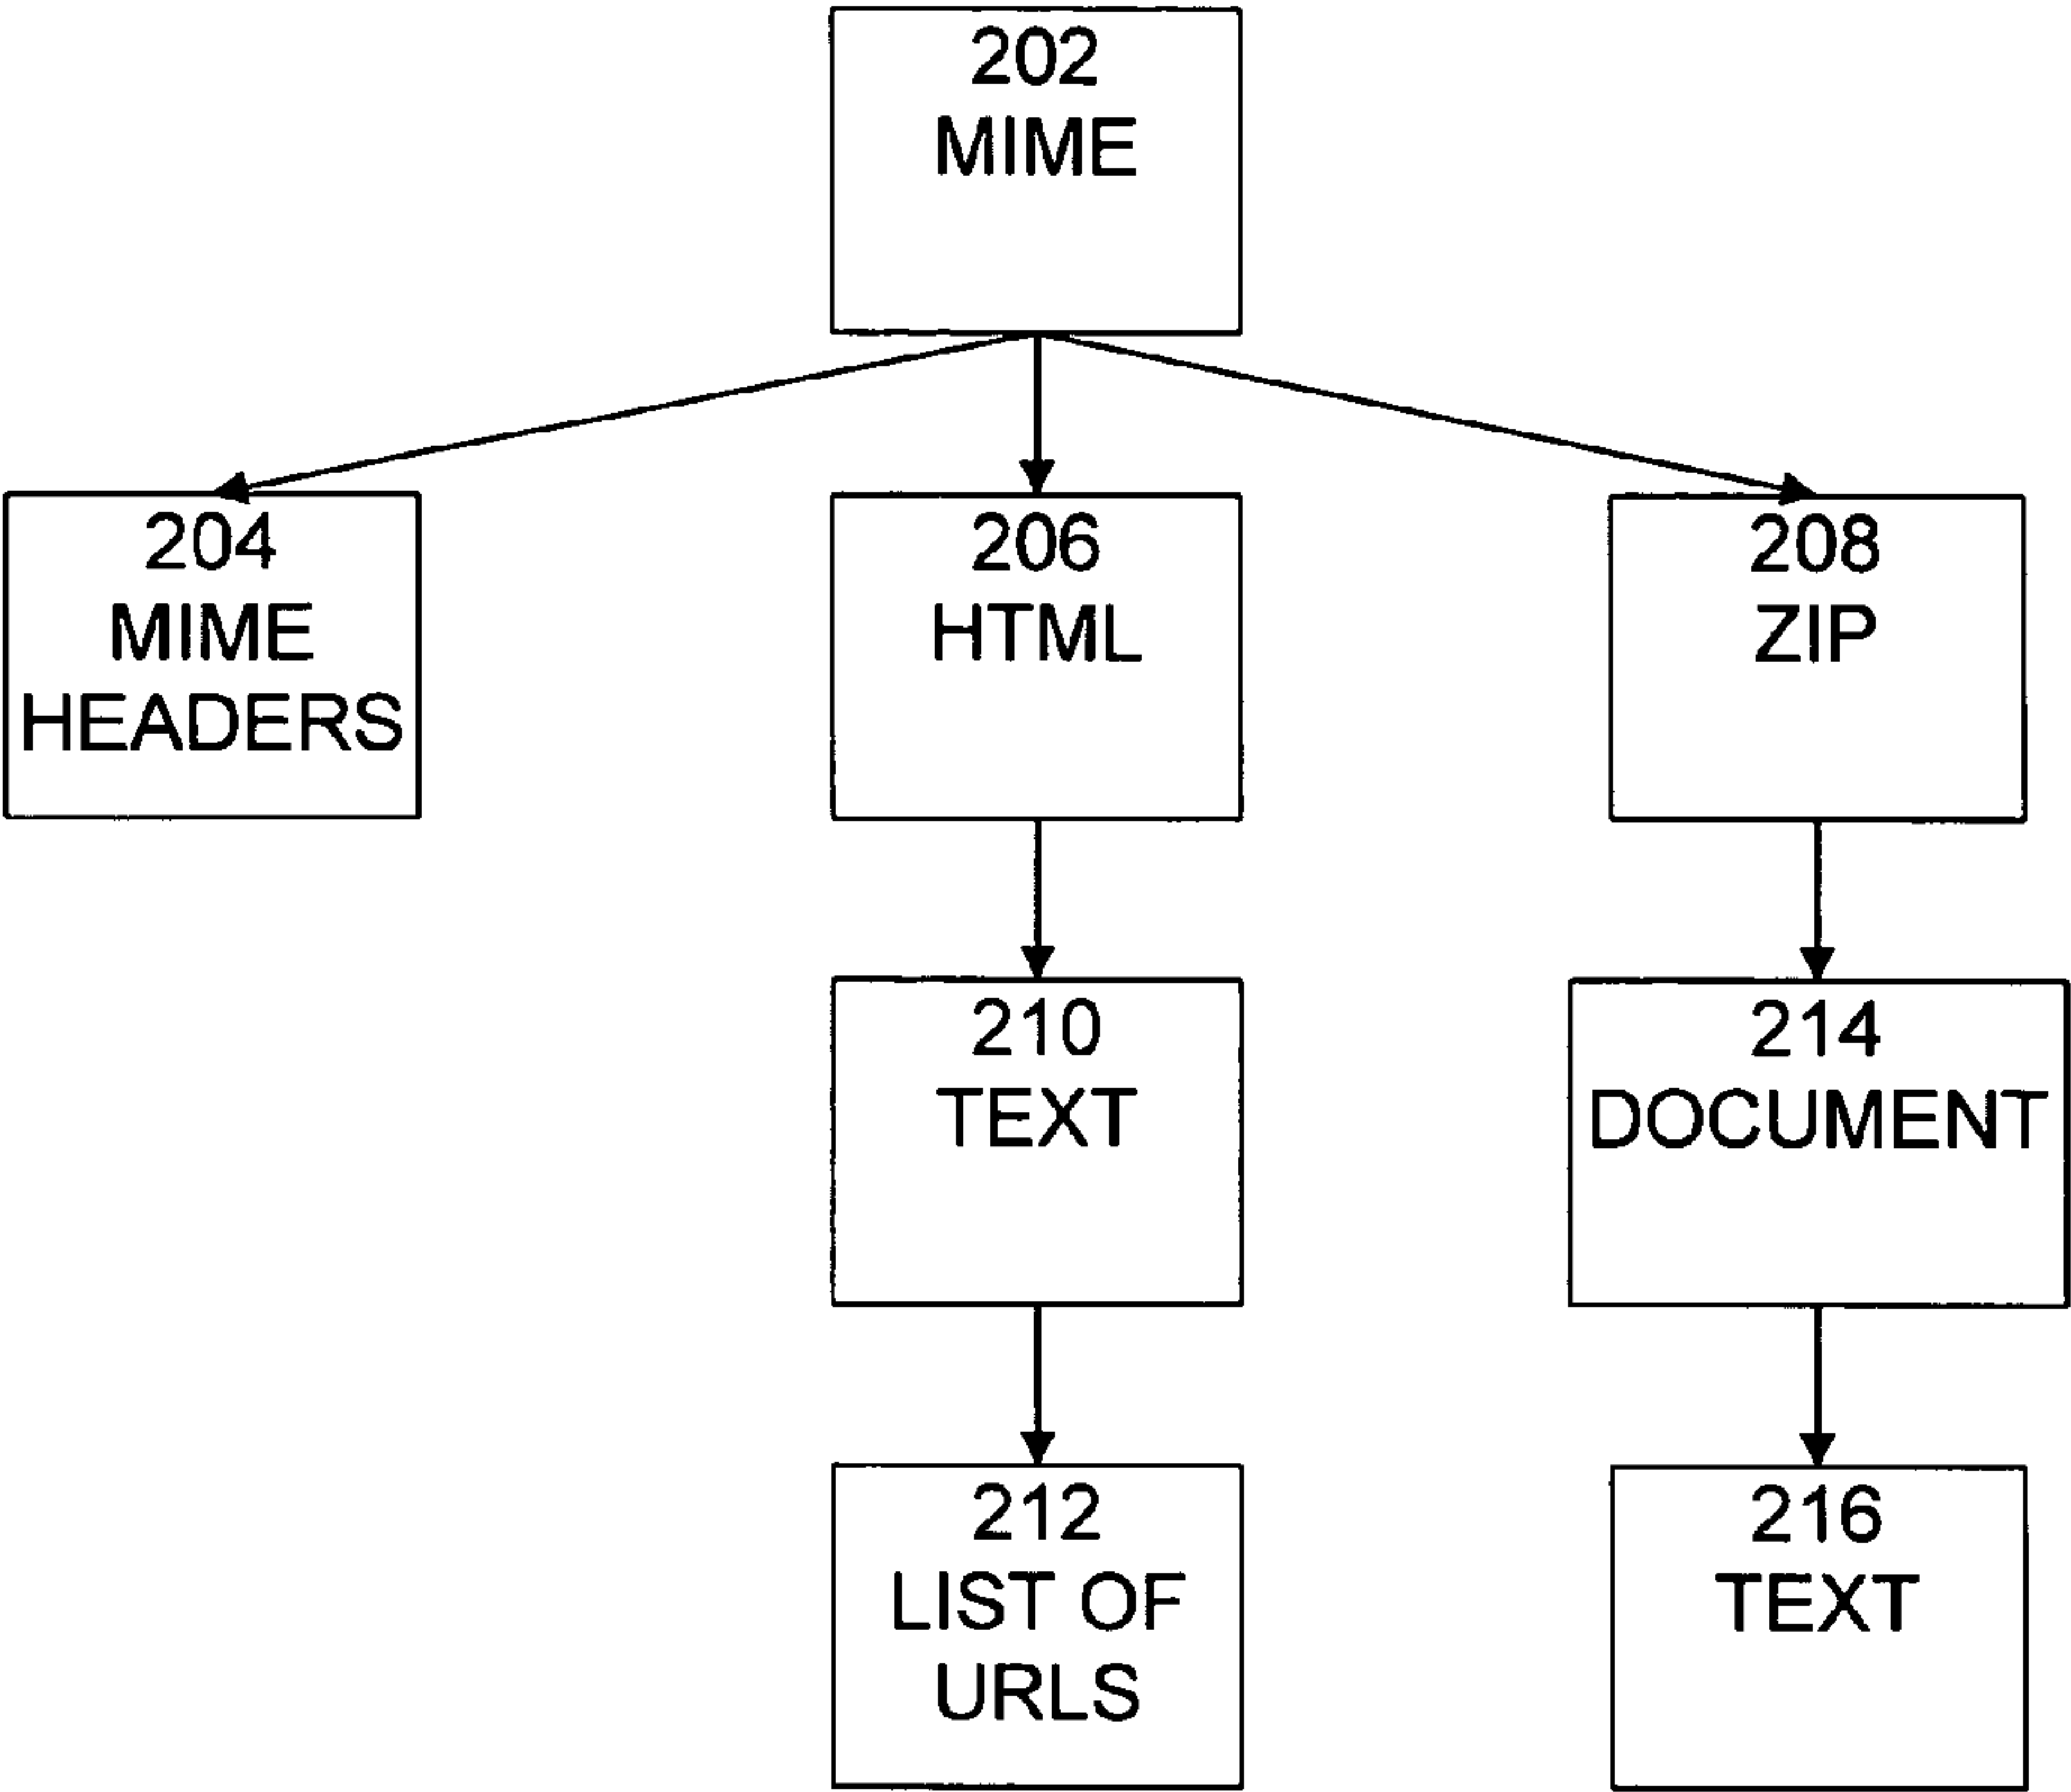 202
MIME
204
MIME
HEADERS
206
HTML
208
ZIP
210
TEXT
214
DOCUMENT
212
LIST OF
URLS
216
TEXT